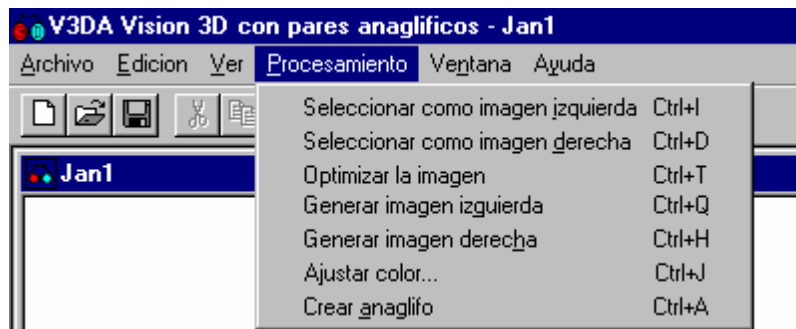 V3DA Vision 3D con pares anaglificos - Jan1
Archivo Edicion Ver Procesamiento Ventana Ayuda
Seleccionar como imagen izquierda Ctrl+I
Seleccionar como imagen derecha Ctrl+D
Jan1
Optimizar la imagen Ctrl+T
Generar imagen izquierda Ctrl+Q
Generar imagen derecha Ctrl+H
Ajustar color... Ctrl+J
Crear anaglifo Ctrl+A